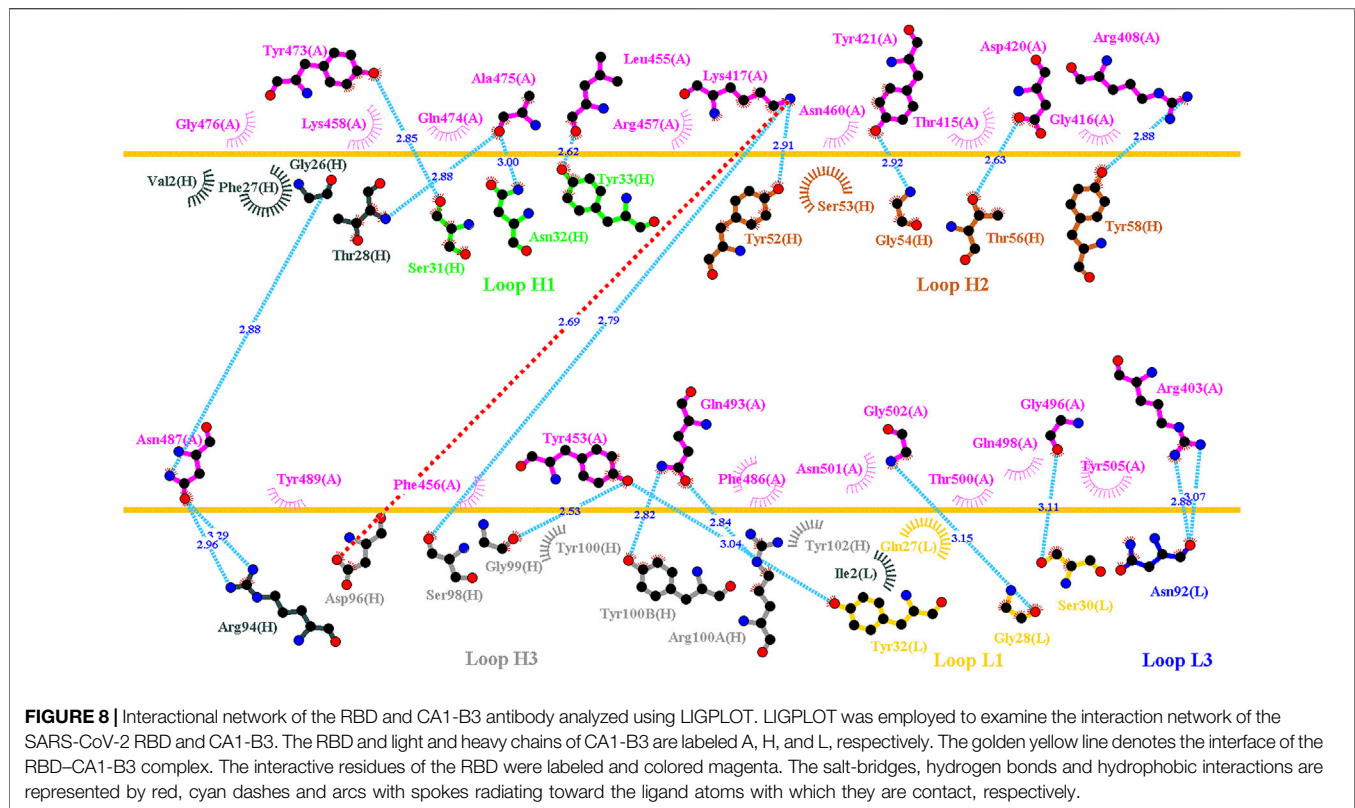 Tyr473(A)
Ala475(A)
Leu455(A)
Lys417(A)
Tyr421(A)
Asp420(A)
Arg408(A)
Gly476(A)
Lys458(A)
Gln474(A)
Arg457(A)
Asn460(A)
Thr415(A)
Gly416(A)
2.85
2.88
3.00
2.62
2.91
2.92
2.63
2.88
Val2(H)
Phe27(H)
Gly26(H)
Thr28(H)
Ser31(H)
Asn32(H)
Tyr33(H)
Tyr52(H)
Ser53(H)
Gly54(H)
Thr56(H)
Tyr58(H)
Loop H1
Loop H2
2.88
2.69
2.79
Asn487(A)
Tyr489(A)
Phe456(A)
Tyr453(A)
Gln493(A)
Phe486(A)
Asn501(A)
Gly502(A)
Thr500(A)
Gln498(A)
Gly496(A)
Tyr505(A)
Arg403(A)
2.96
3.29
2.53
2.82
2.84
3.04
3.15
3.11
2.88
3.07
Arg94(H)
Asp96(H)
Ser98(H)
Gly99(H)
Tyr100(H)
Tyr100B(H)
Arg100A(H)
Tyr102(H)
Ile2(L)
Gln27(L)
Tyr32(L)
Gly28(L)
Ser30(L)
Asn92(L)
Loop H3
Loop L1
Loop L3
FIGURE 8 | Interactional network of the RBD and CA1-B3 antibody analyzed using LIGPLOT. LIGPLOT was employed to examine the interaction network of the
SARS-CoV-2 RBD and CA1-B3. The RBD and light and heavy chains of CA1-B3 are labeled A, H, and L, respectively. The golden yellow line denotes the interface of the
RBD–CA1-B3 complex. The interactive residues of the RBD were labeled and colored magenta. The salt-bridges, hydrogen bonds and hydrophobic interactions are
represented by red, cyan dashes and arcs with spokes radiating toward the ligand atoms with which they are contact, respectively.